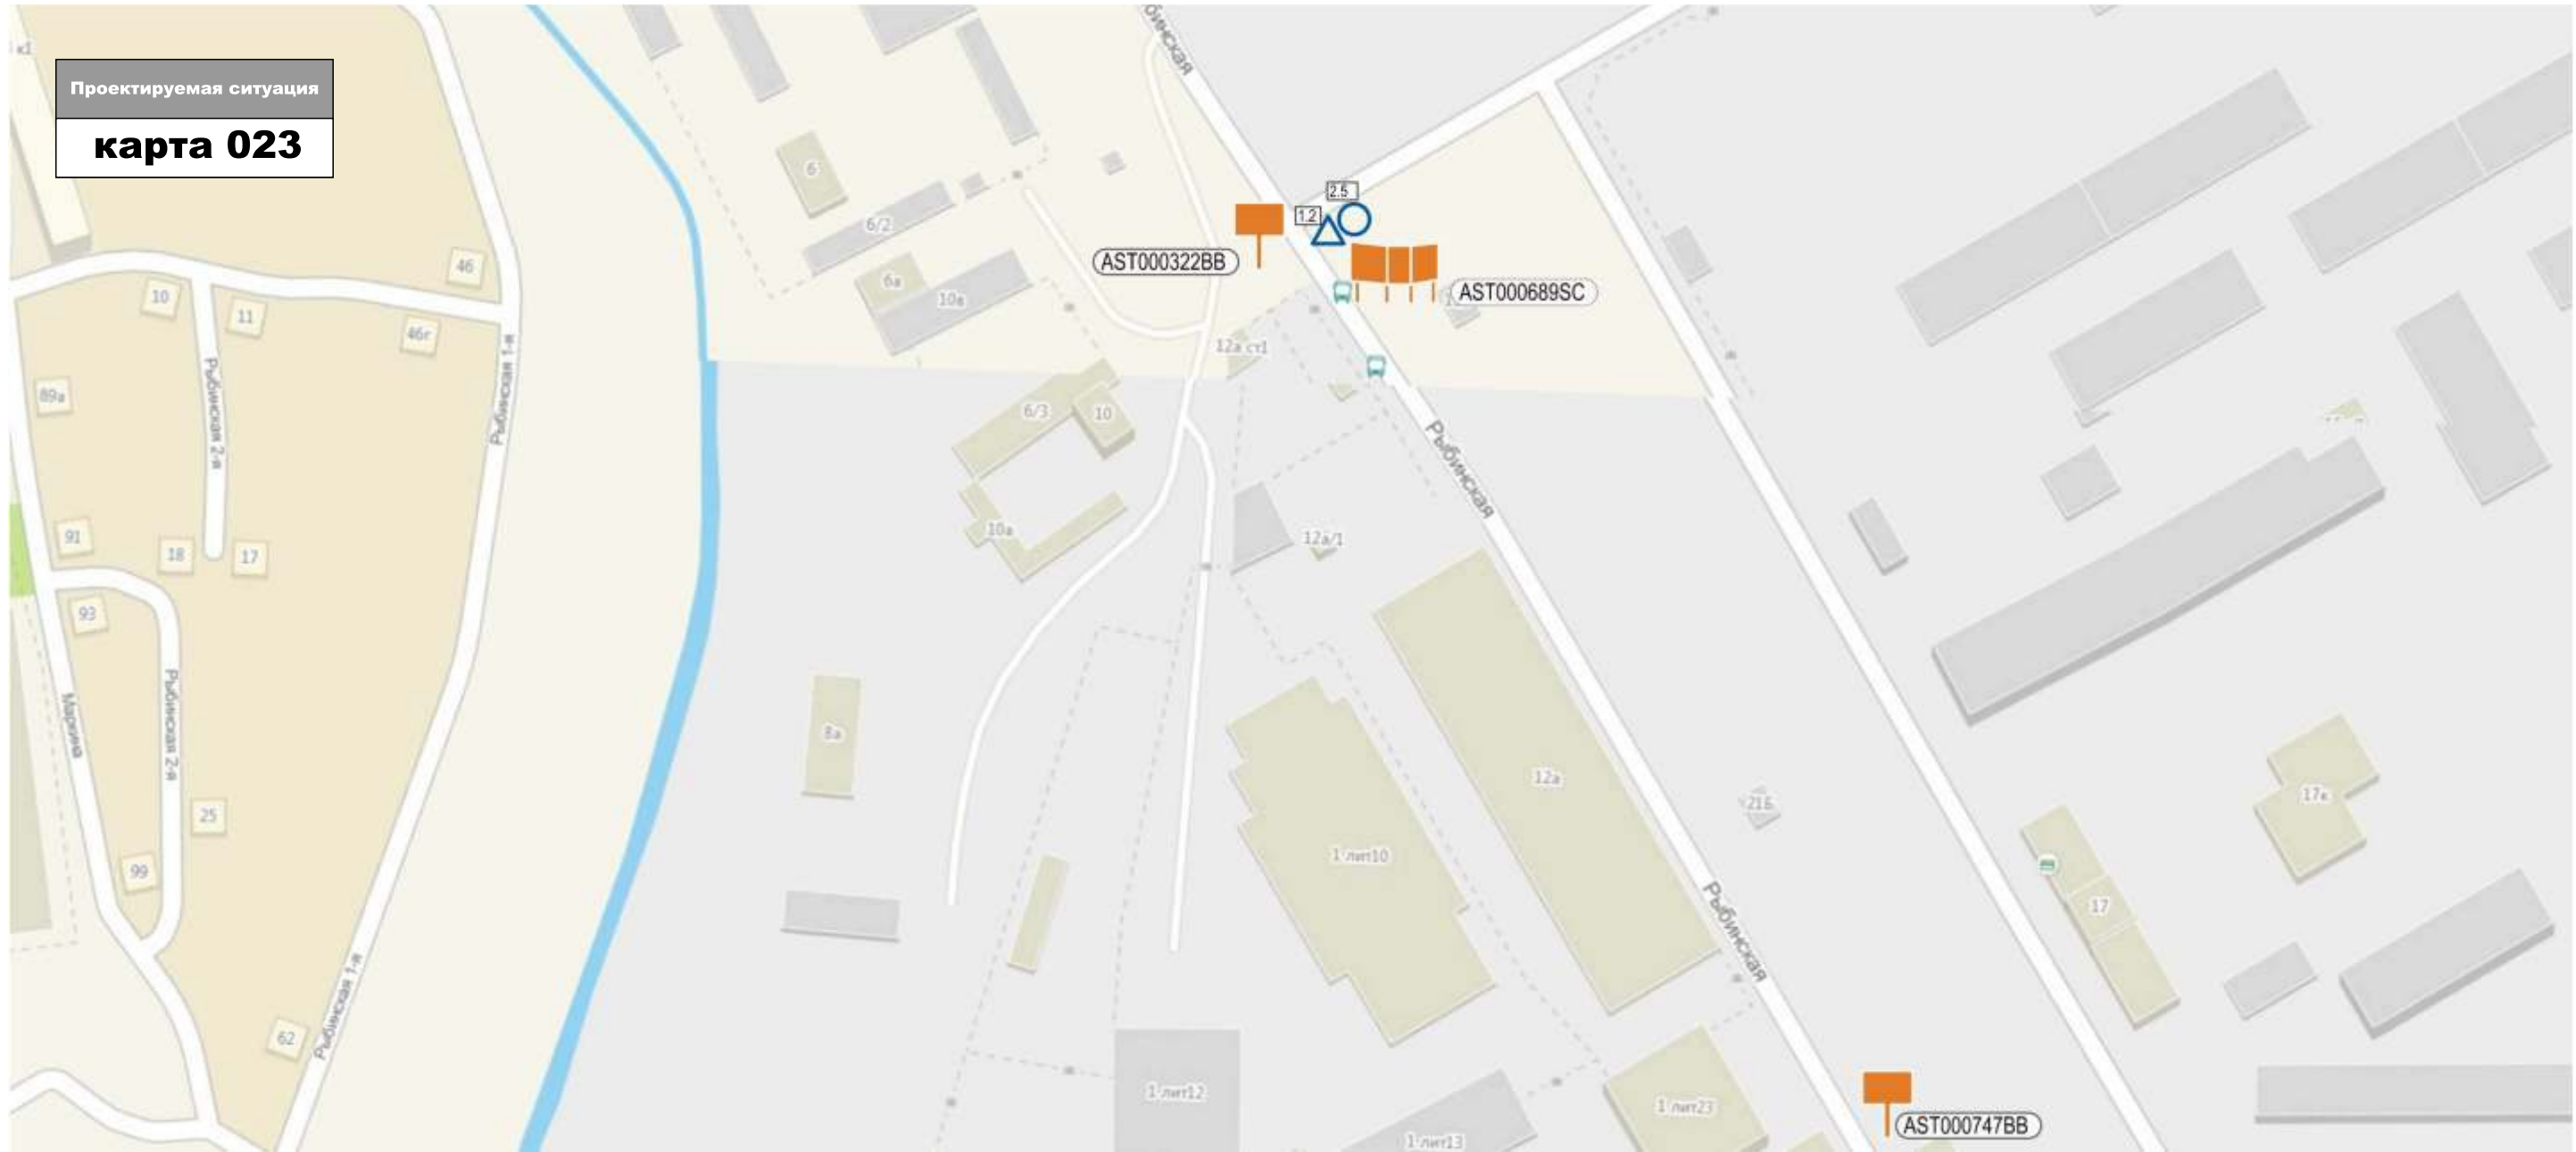 к1
Проектируемая ситуация
карта 023
6
6/2
6а
10в
2.5
1.2
AST000322BB
AST000689SC
46
10
11
46г
12а ст1
89а
Рыбинская 2-я
Рыбинская 1-я
6/3
10
Рыбинская
10а
12а/1
91
18
17
93
Маркина
Рыбинская 2-я
8а
12а
21Б
17к
25
1 лит10
99
17
Рыбинская
62
Рыбинская 1-я
1 лит12
1 лит23
1 лит13
AST000747BB